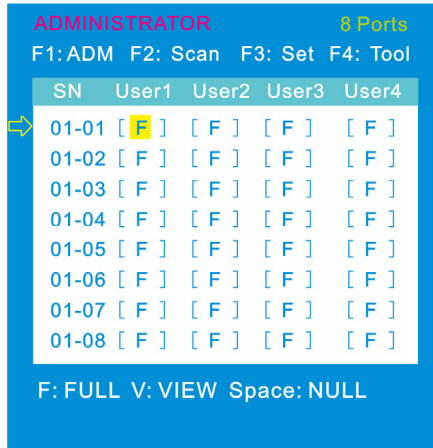 ADMINISTRATOR 8 Ports
F1: ADM F2: Scan F3: Set F4: Tool
SN User1 User2 User3 User4
01-01 [ F ] [ F ] [ F ] [ F ]
01-02 [ F ] [ F ] [ F ] [ F ]
01-03 [ F ] [ F ] [ F ] [ F ]
01-04 [ F ] [ F ] [ F ] [ F ]
01-05 [ F ] [ F ] [ F ] [ F ]
01-06 [ F ] [ F ] [ F ] [ F ]
01-07 [ F ] [ F ] [ F ] [ F ]
01-08 [ F ] [ F ] [ F ] [ F ]
F: FULL V: VIEW Space: NULL